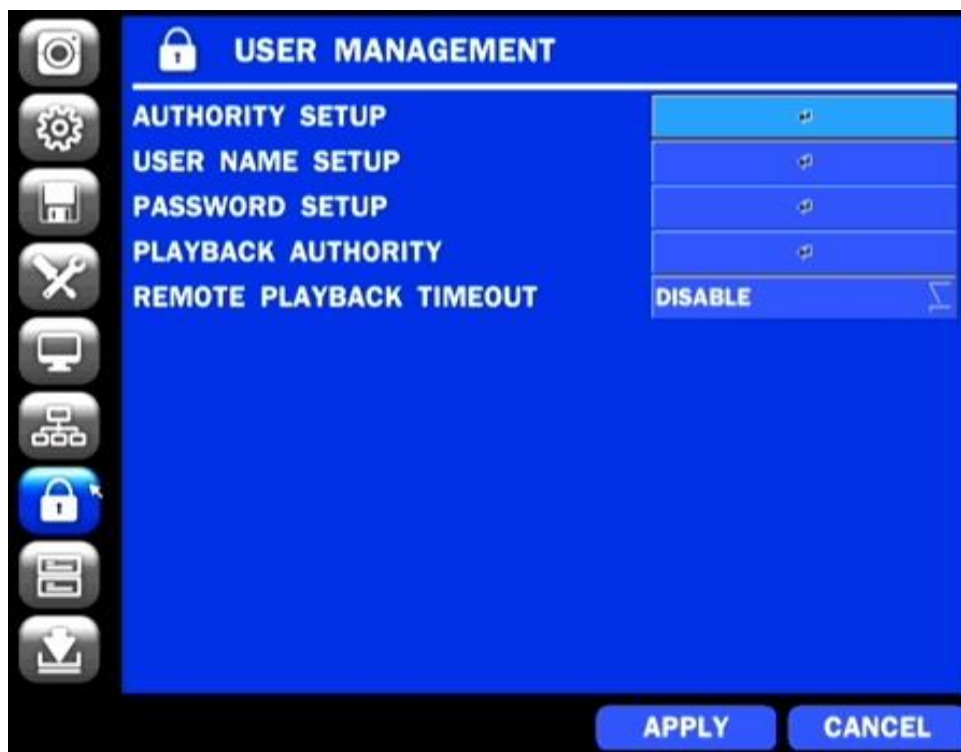 USER MANAGEMENT
AUTHORITY SETUP
USER NAME SETUP
PASSWORD SETUP
PLAYBACK AUTHORITY
REMOTE PLAYBACK TIMEOUT DISABLE
APPLY CANCEL